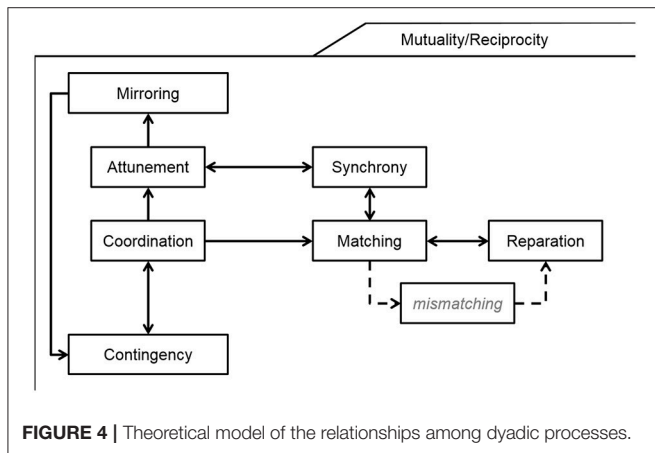 Mutuality/Reciprocity
Mirroring
Attunement
Synchrony
Coordination
Matching
Reparation
mismatching
Contingency
FIGURE 4 | Theoretical model of the relationships among dyadic processes.